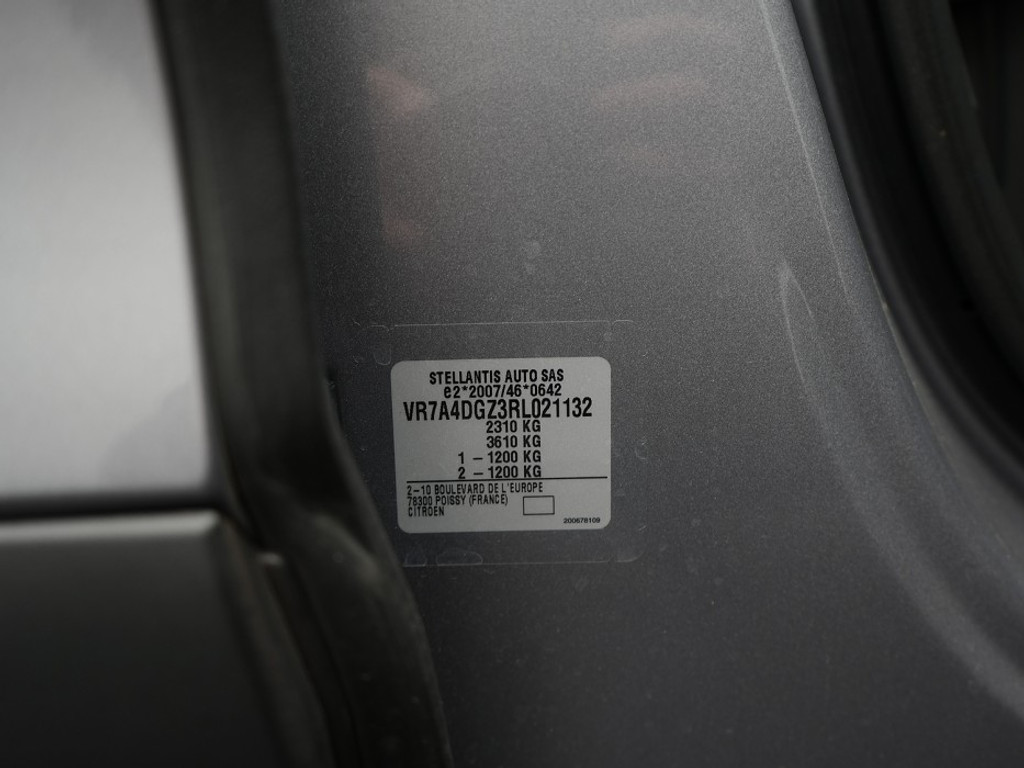 STELLANTIS AUTO SAS
e2*2007/46*0642
VR7A4DGZ3RL021132
2310 KG
3610 KG
1 – 1200 KG
2 – 1200 KG
2–10 BOULEVARD DE L'EUROPE
78300 POISSY (FRANCE)
CITROEN
200678109